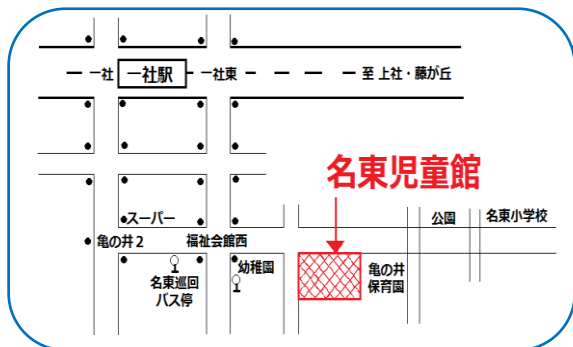 一社
一社駅
一社東
至 上社・藤が丘
名東児童館
スーパー
公園
名東小学校
亀の井2
福祉会館西
名東巡回
バス停
幼稚園
亀の井
保育園